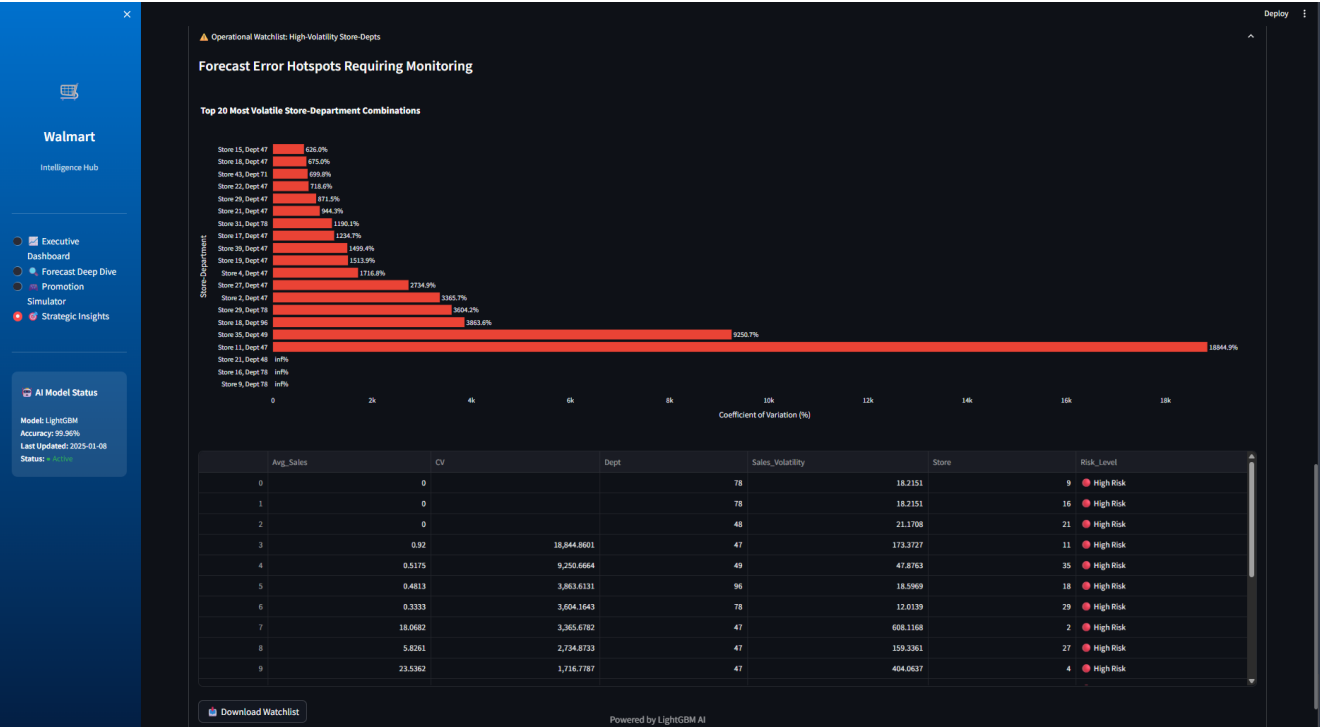 Deploy
Walmart
Intelligence Hub
Executive
Dashboard
Forecast Deep Dive
Promotion
Simulator
Strategic Insights
AI Model Status
Model: LightGBM
Accuracy: 99.96%
Last Updated: 2025-01-08
Status: ● Active
Operational Watchlist: High-Volatility Store-Depts
Forecast Error Hotspots Requiring Monitoring
Top 20 Most Volatile Store-Department Combinations
Store-Department
Store 15, Dept 47 626.0%
Store 18, Dept 47 675.0%
Store 43, Dept 71 699.8%
Store 22, Dept 47 718.6%
Store 29, Dept 47 871.5%
Store 21, Dept 47 944.3%
Store 31, Dept 78 1190.1%
Store 17, Dept 47 1234.7%
Store 39, Dept 47 1499.4%
Store 19, Dept 47 1513.9%
Store 4, Dept 47 1716.8%
Store 27, Dept 47 2734.9%
Store 2, Dept 47 3365.7%
Store 29, Dept 78 3604.2%
Store 18, Dept 96 3863.6%
Store 35, Dept 49 9250.7%
Store 11, Dept 47 18844.9%
Store 21, Dept 48 inf%
Store 16, Dept 78 inf%
Store 9, Dept 78 inf%
0 2k 4k 6k 8k 10k 12k 14k 16k 18k
Coefficient of Variation (%)
Avg_Sales CV Dept Sales_Volatility Store Risk_Level
0 0 78 18.2151 9 High Risk
1 0 78 18.2151 16 High Risk
2 0 48 21.1708 21 High Risk
3 0.92 18,844.8601 47 173.3727 11 High Risk
4 0.5175 9,250.6664 49 47.8763 35 High Risk
5 0.4813 3,863.6131 96 18.5969 18 High Risk
6 0.3333 3,604.1643 78 12.0139 29 High Risk
7 18.0682 3,365.6782 47 608.1168 2 High Risk
8 5.8261 2,734.8733 47 159.3361 27 High Risk
9 23.5362 1,716.7787 47 404.0637 4 High Risk
Download Watchlist
Powered by LightGBM AI